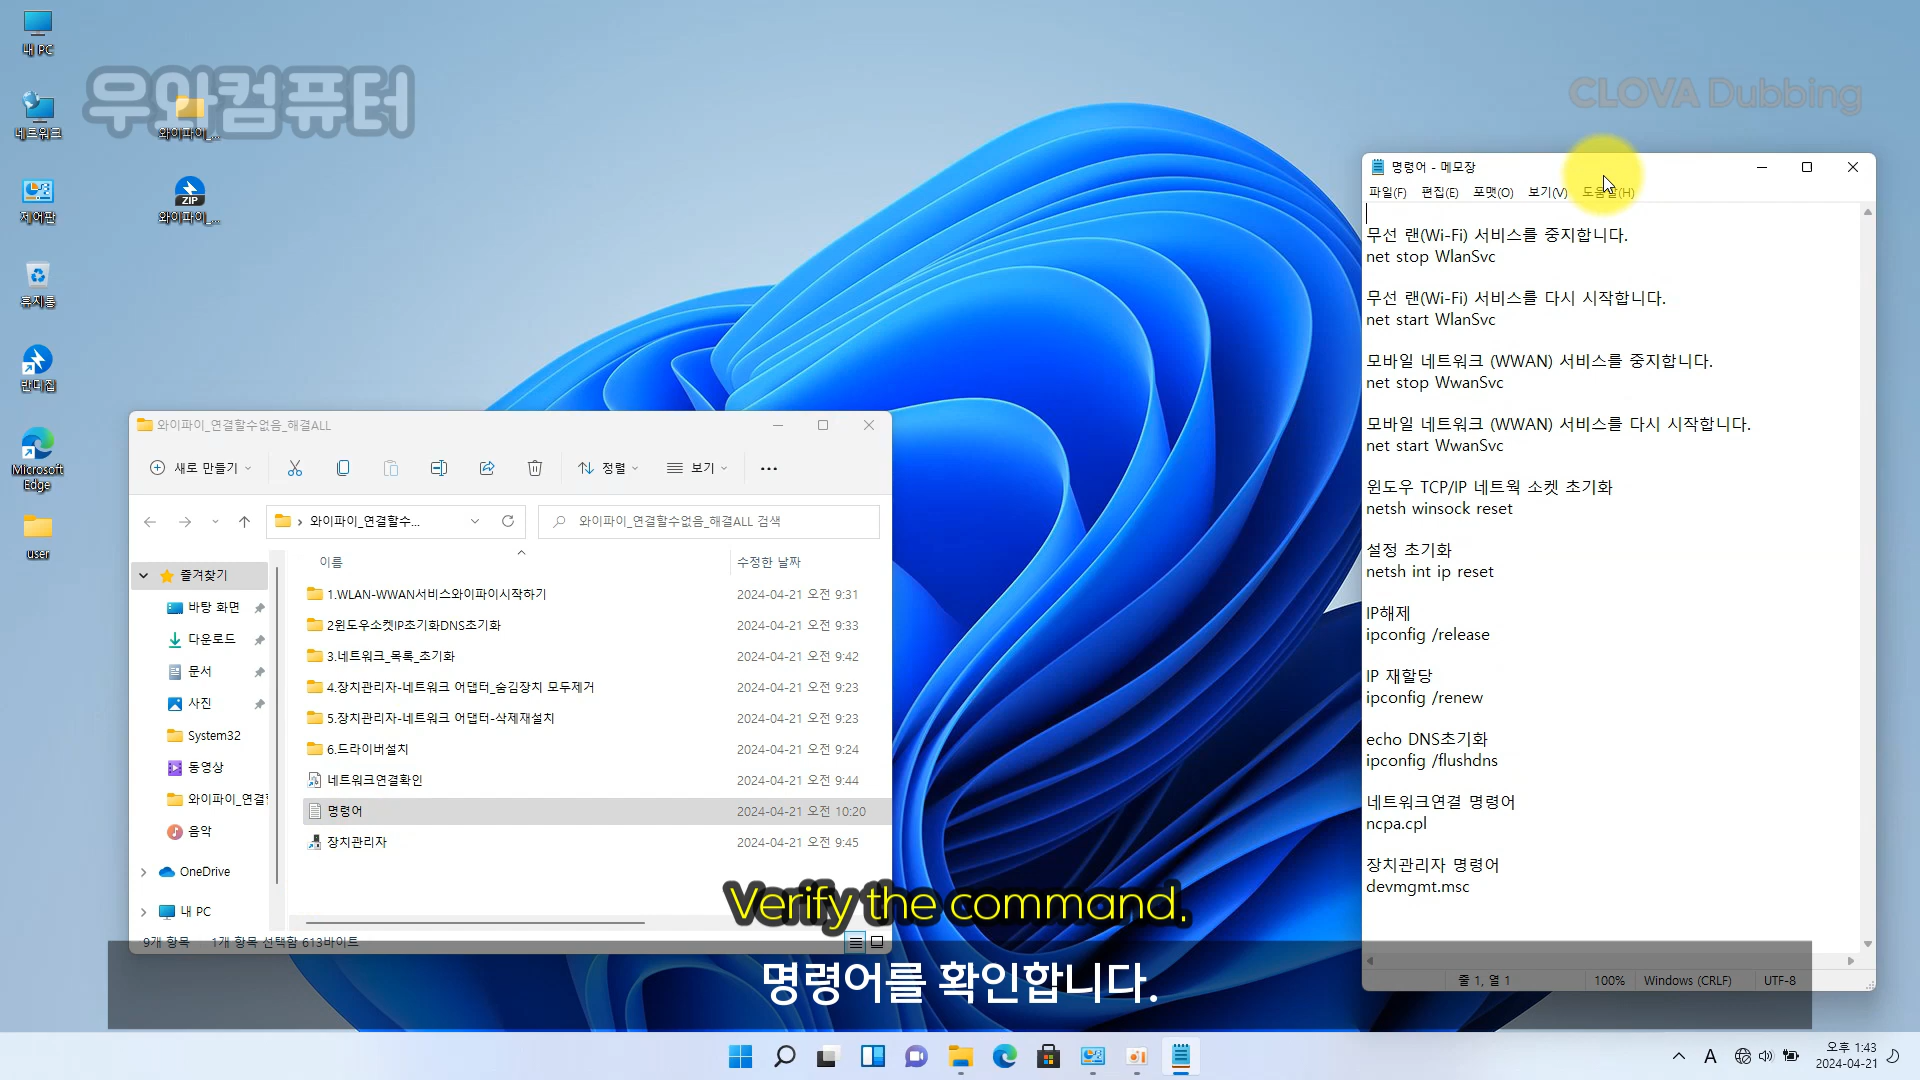 내 PC
네트워크
제어판
휴지통
반디집
Microsoft
Edge
user
우와컴퓨터
와이파이_...
ZIP
와이파이_...
CLOVA Dubbing
와이파이_연결할수없음_해결ALL
새로 만들기
정렬
보기
와이파이_연결할수...
와이파이_연결할수없음_해결ALL 검색
이름
수정한 날짜
즐겨찾기
바탕 화면
다운로드
문서
사진
System32
동영상
와이파이_연결할
음악
OneDrive
내 PC
1.WLAN-WWAN서비스와이파이시작하기 2024-04-21 오전 9:31
2윈도우소켓IP초기화DNS초기화 2024-04-21 오전 9:33
3.네트워크_목록_초기화 2024-04-21 오전 9:42
4.장치관리자-네트워크 어댑터_숨김장치 모두제거 2024-04-21 오전 9:23
5.장치관리자-네트워크 어댑터-삭제재설치 2024-04-21 오전 9:23
6.드라이버설치 2024-04-21 오전 9:24
네트워크연결확인 2024-04-21 오전 9:44
명령어 2024-04-21 오전 10:20
장치관리자 2024-04-21 오전 9:45
9개 항목 1개 항목 선택함 613바이트
명령어 - 메모장
파일(F) 편집(E) 포맷(O) 보기(V) 도움말(H)
무선 랜(Wi-Fi) 서비스를 중지합니다.
net stop WlanSvc
무선 랜(Wi-Fi) 서비스를 다시 시작합니다.
net start WlanSvc
모바일 네트워크 (WWAN) 서비스를 중지합니다.
net stop WwanSvc
모바일 네트워크 (WWAN) 서비스를 다시 시작합니다.
net start WwanSvc
윈도우 TCP/IP 네트웍 소켓 초기화
netsh winsock reset
설정 초기화
netsh int ip reset
IP해제
ipconfig /release
IP 재할당
ipconfig /renew
echo DNS초기화
ipconfig /flushdns
네트워크연결 명령어
ncpa.cpl
장치관리자 명령어
devmgmt.msc
줄 1, 열 1 100% Windows (CRLF) UTF-8
Verify the command.
명령어를 확인합니다.
A
오후 1:43
2024-04-21